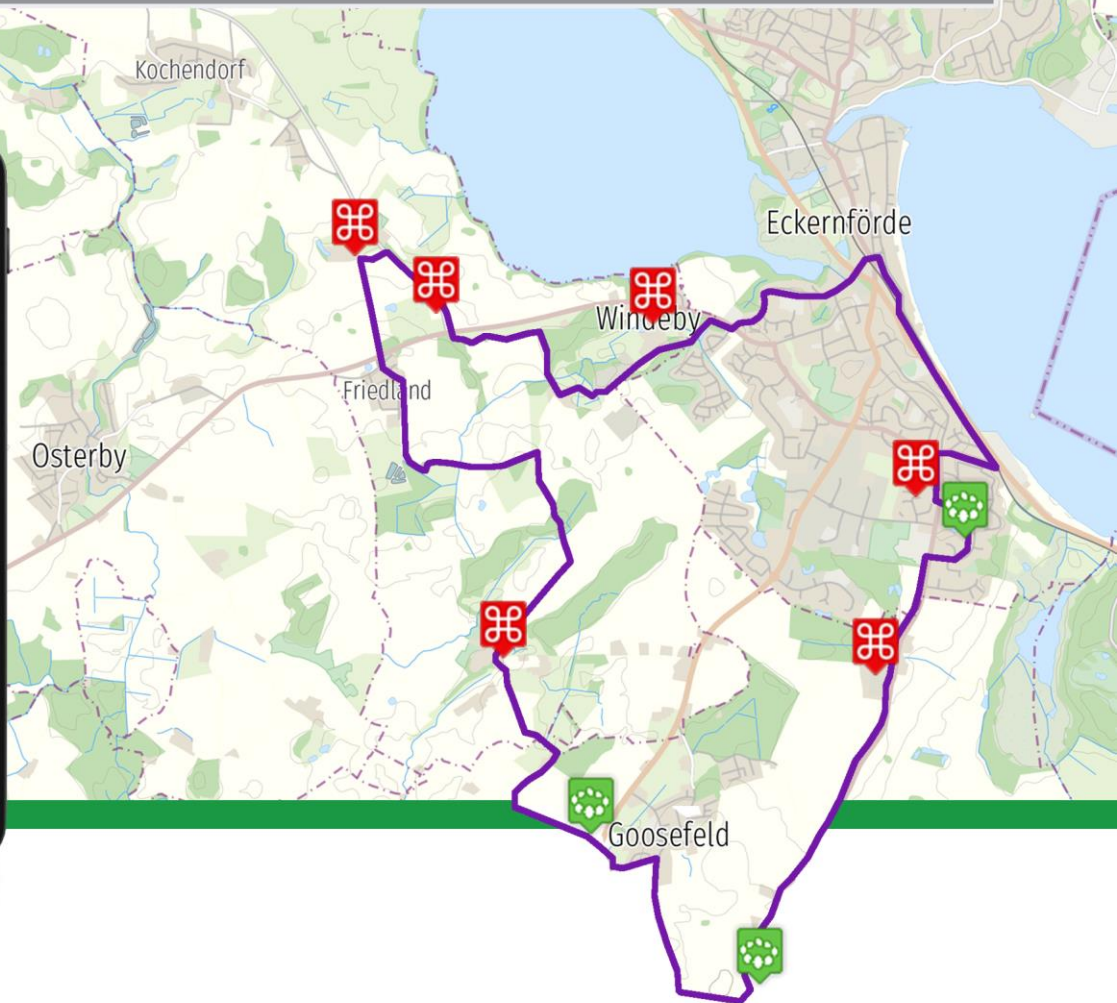 Kochendorf
Eckernförde
Windeby
Friedland
Osterby
Goosefeld